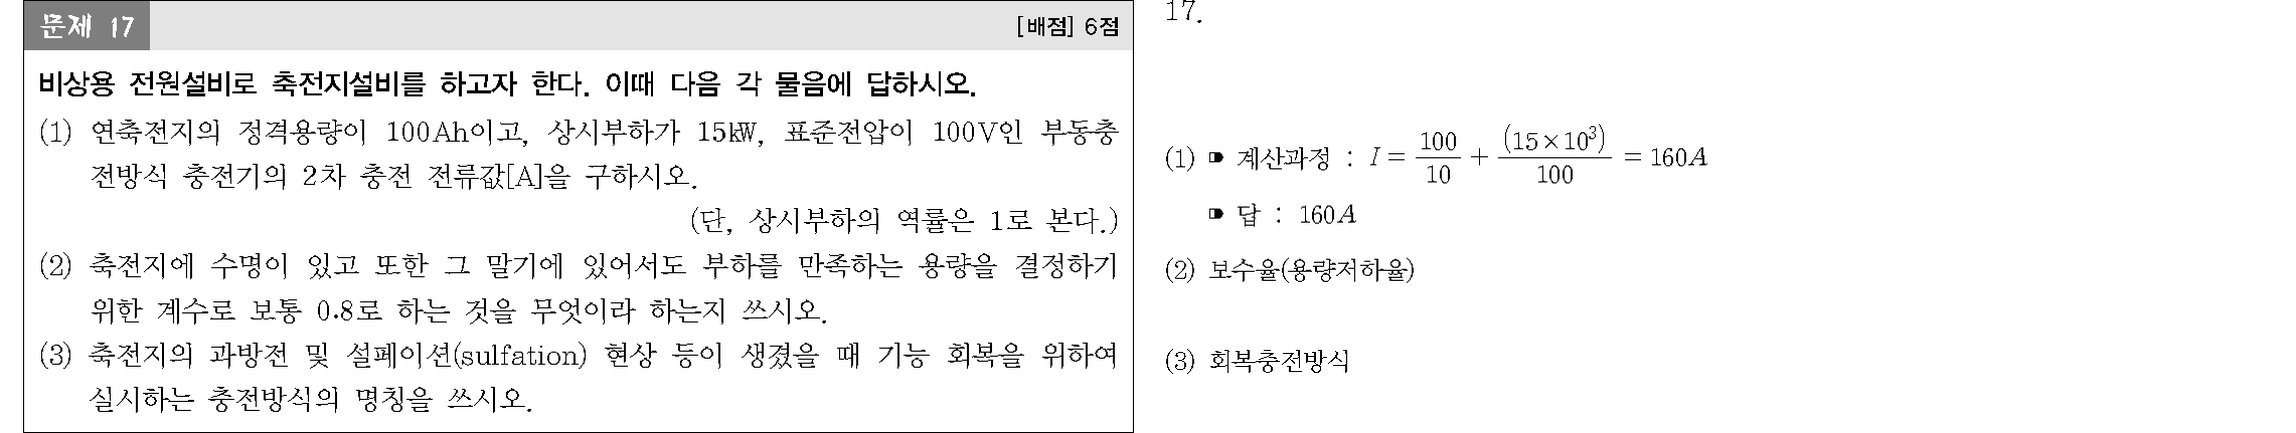 문제 17
[배점] 6점
비상용 전원설비로 축전지설비를 하고자 한다. 이때 다음 각 물음에 답하시오.
(1) 연축전지의 정격용량이 100Ah이고, 상시부하가 15kW, 표준전압이 100V인 부동충
전방식 충전기의 2차 충전 전류값[A]을 구하시오.
(단, 상시부하의 역률은 1로 본다.)
(2) 축전지에 수명이 있고 또한 그 말기에 있어서도 부하를 만족하는 용량을 결정하기
위한 계수로 보통 0.8로 하는 것을 무엇이라 하는지 쓰시오.
(3) 축전지의 과방전 및 설페이션(sulfation) 현상 등이 생겼을 때 기능 회복을 위하여
실시하는 충전방식의 명칭을 쓰시오.
17.
(1) ➠ 계산과정 : I = 100/10 + (15×10³)/100 = 160A
➠ 답 : 160A
(2) 보수율(용량저하율)
(3) 회복충전방식